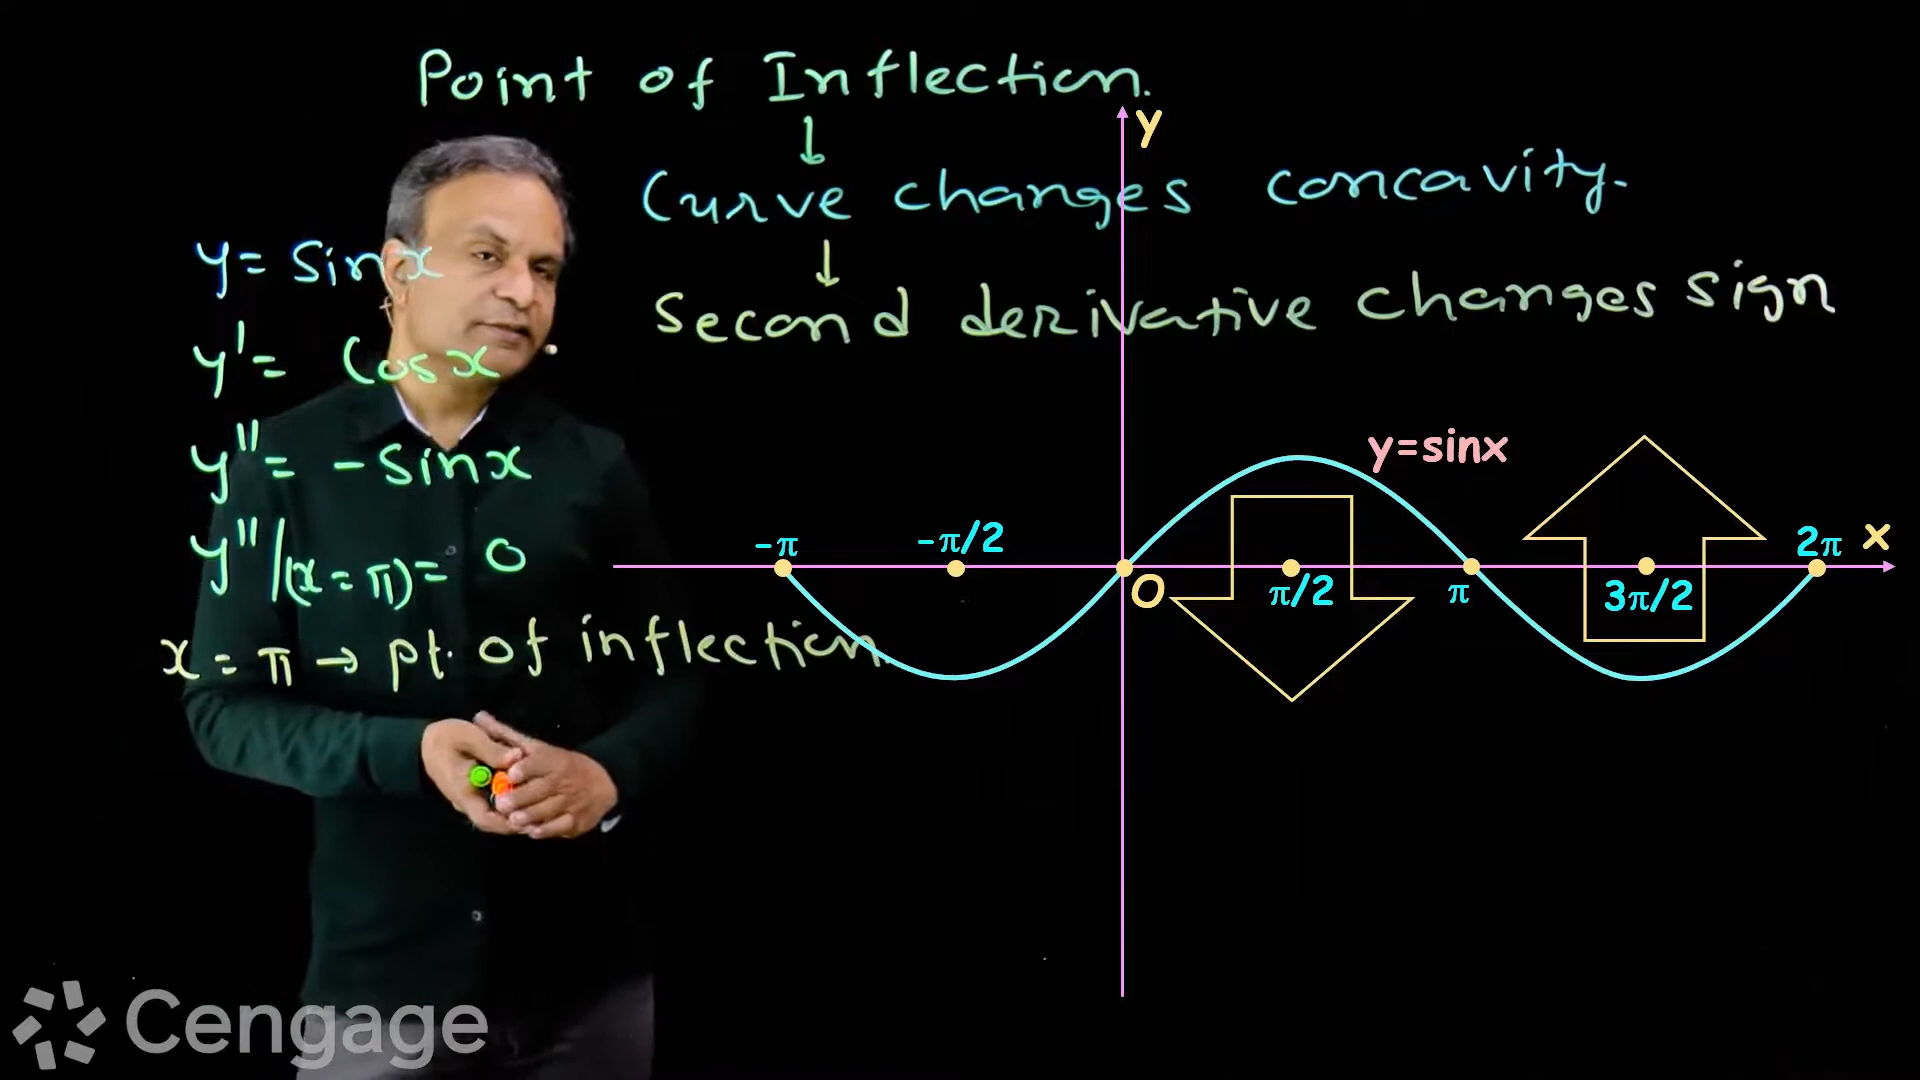 Point of Inflection.
↓
Curve changes concavity.
↓
Second derivative changes sign
y = sinx
y' = cosx
y'' = -sinx
y''/(x = π) = 0
x = π → pt. of inflection.
y
y=sinx
-π
-π/2
O
π/2
π
3π/2
2π
x
Cengage